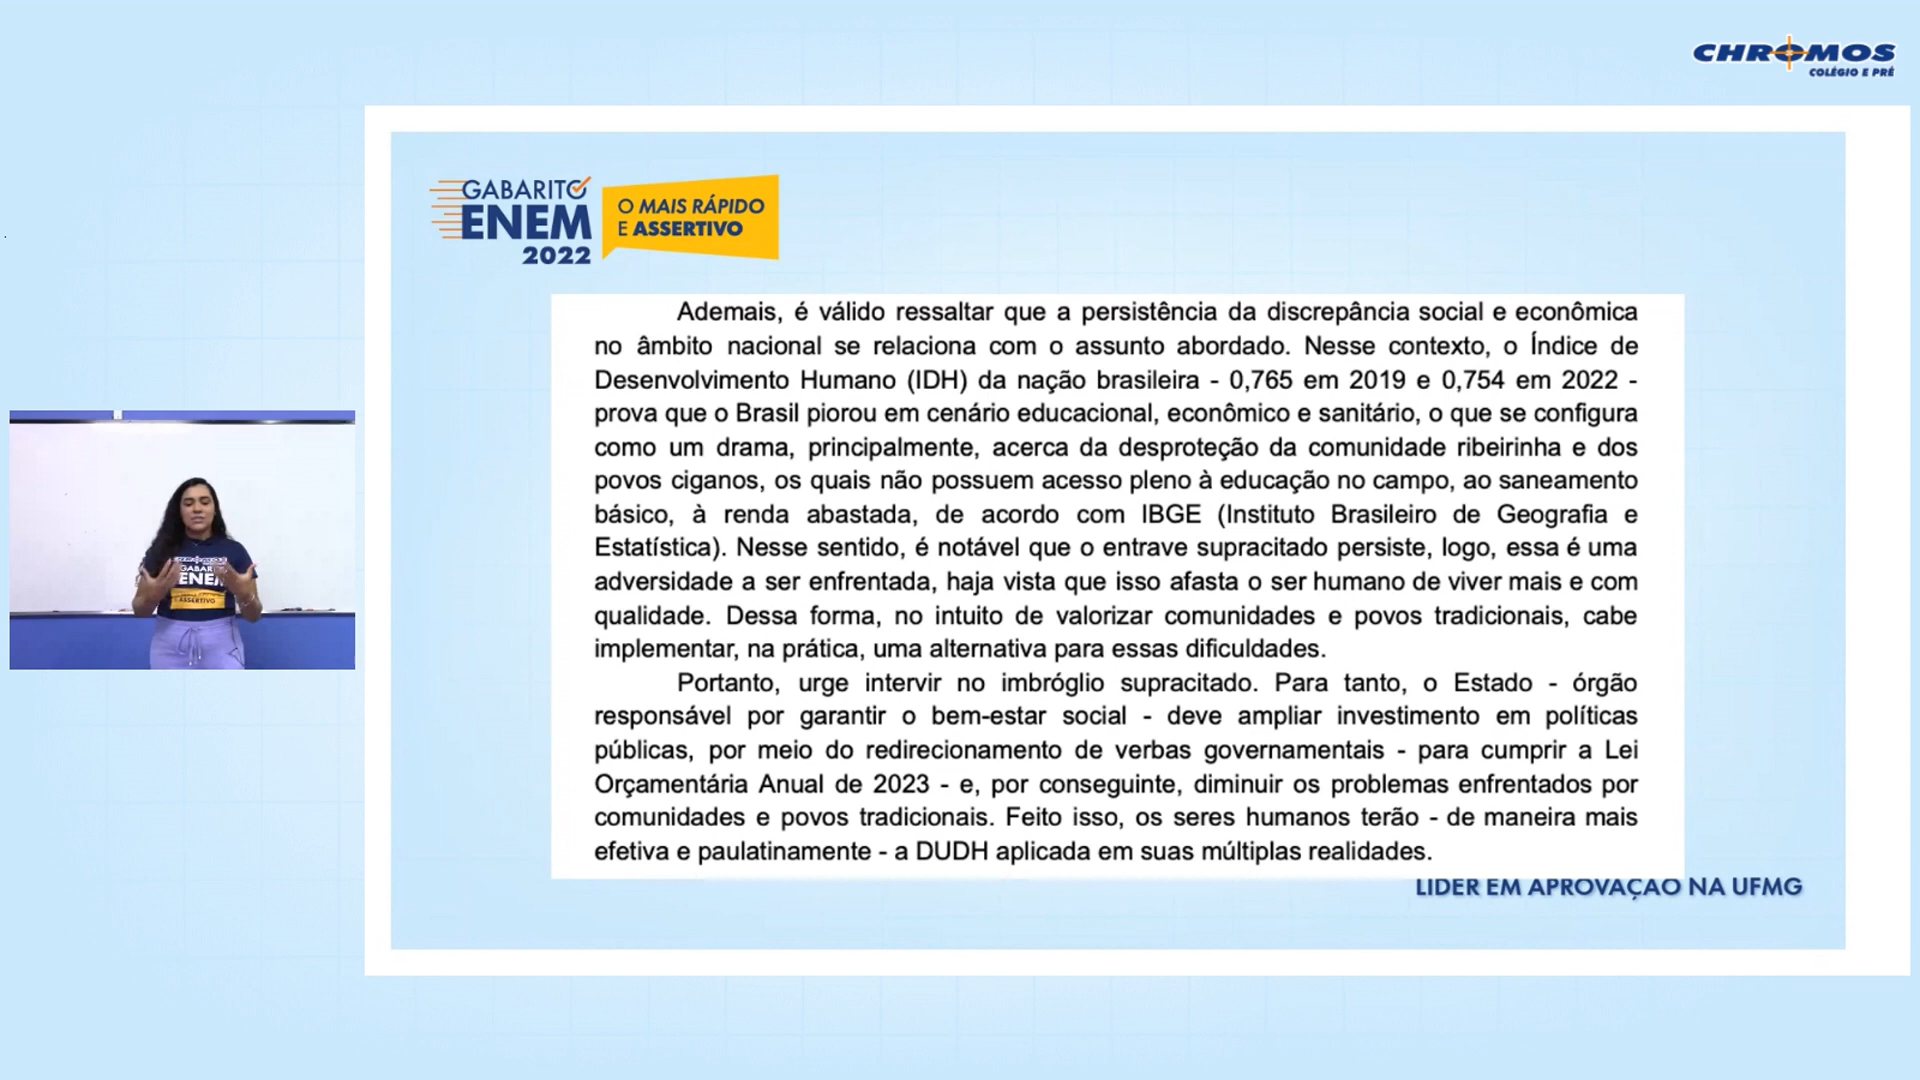 CHROMOS
COLÉGIO E PRÉ
GABARITO
ENEM
2022
O MAIS RÁPIDO
E ASSERTIVO
Ademais, é válido ressaltar que a persistência da discrepância social e econômica
no âmbito nacional se relaciona com o assunto abordado. Nesse contexto, o Índice de
Desenvolvimento Humano (IDH) da nação brasileira - 0,765 em 2019 e 0,754 em 2022 -
prova que o Brasil piorou em cenário educacional, econômico e sanitário, o que se configura
como um drama, principalmente, acerca da desproteção da comunidade ribeirinha e dos
povos ciganos, os quais não possuem acesso pleno à educação no campo, ao saneamento
básico, à renda abastada, de acordo com IBGE (Instituto Brasileiro de Geografia e
Estatística). Nesse sentido, é notável que o entrave supracitado persiste, logo, essa é uma
adversidade a ser enfrentada, haja vista que isso afasta o ser humano de viver mais e com
qualidade. Dessa forma, no intuito de valorizar comunidades e povos tradicionais, cabe
implementar, na prática, uma alternativa para essas dificuldades.
Portanto, urge intervir no imbróglio supracitado. Para tanto, o Estado - órgão
responsável por garantir o bem-estar social - deve ampliar investimento em políticas
públicas, por meio do redirecionamento de verbas governamentais - para cumprir a Lei
Orçamentária Anual de 2023 - e, por conseguinte, diminuir os problemas enfrentados por
comunidades e povos tradicionais. Feito isso, os seres humanos terão - de maneira mais
efetiva e paulatinamente - a DUDH aplicada em suas múltiplas realidades.
LÍDER EM APROVAÇÃO NA UFMG
CHROMOS
GABAR
ENEM
E ASSERTIVO